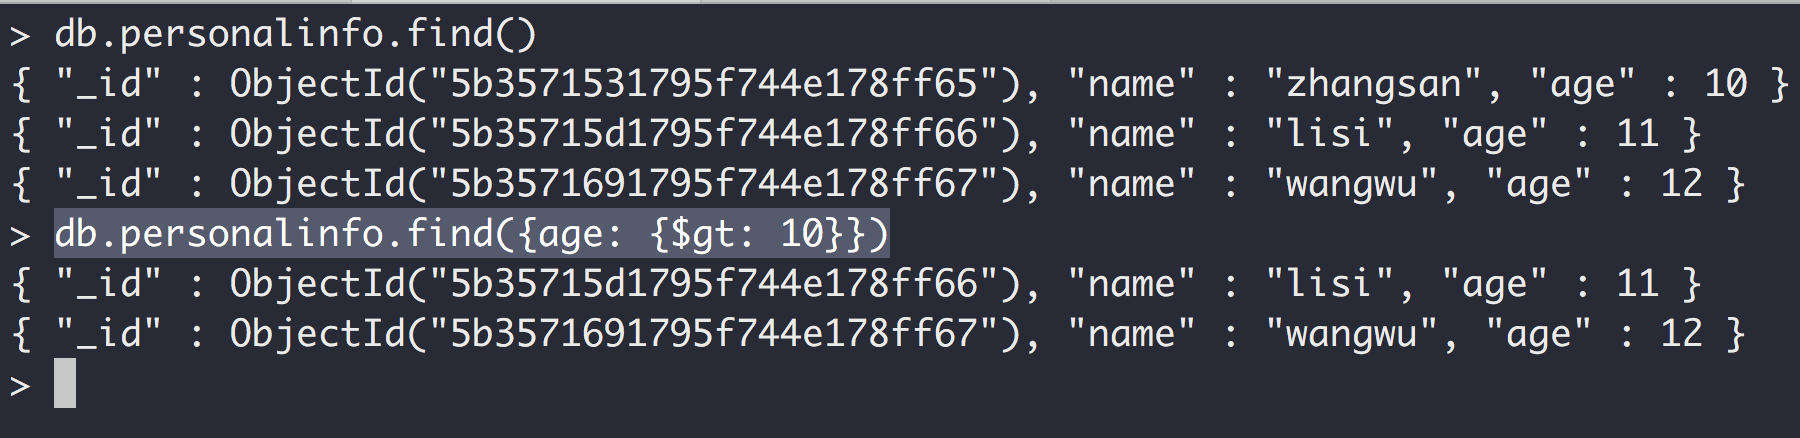 > db.personalinfo.find()
{ "_id" : ObjectId("5b3571531795f744e178ff65"), "name" : "zhangsan", "age" : 10 }
{ "_id" : ObjectId("5b35715d1795f744e178ff66"), "name" : "lisi", "age" : 11 }
{ "_id" : ObjectId("5b3571691795f744e178ff67"), "name" : "wangwu", "age" : 12 }
> db.personalinfo.find({age: {$gt: 10}})
{ "_id" : ObjectId("5b35715d1795f744e178ff66"), "name" : "lisi", "age" : 11 }
{ "_id" : ObjectId("5b3571691795f744e178ff67"), "name" : "wangwu", "age" : 12 }
>